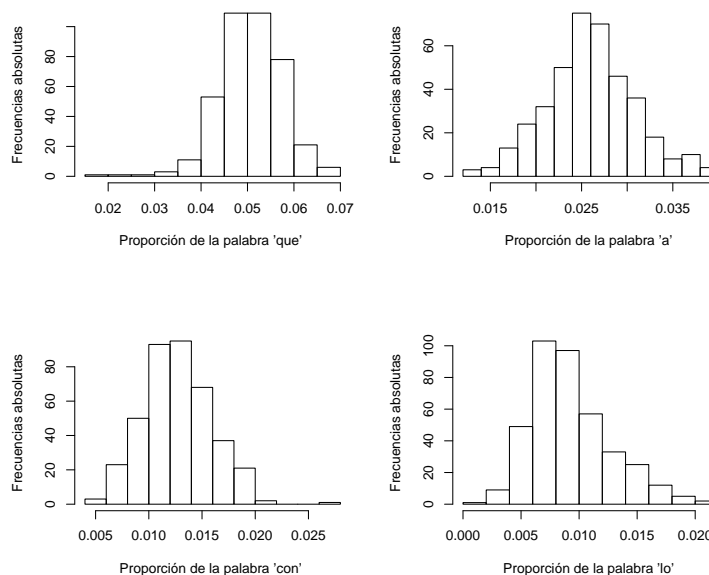 Frecuencias absolutas
0 20 40 60 80
0.02 0.03 0.04 0.05 0.06 0.07
Proporción de la palabra 'que'
Frecuencias absolutas
0 20 40 60
0.015 0.025 0.035
Proporción de la palabra 'a'
Frecuencias absolutas
0 20 40 60 80
0.005 0.010 0.015 0.020 0.025
Proporción de la palabra 'con'
Frecuencias absolutas
0 20 40 60 80 100
0.000 0.005 0.010 0.015 0.020
Proporción de la palabra 'lo'